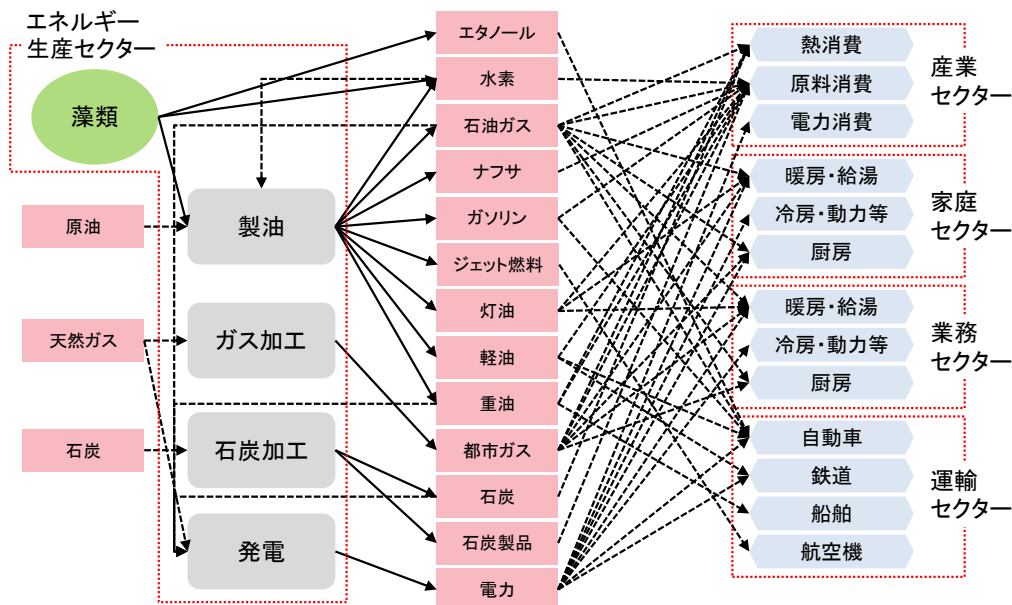 エネルギー
生産セクター
藻類
原油
天然ガス
石炭
製油
ガス加工
石炭加工
発電
エタノール
水素
石油ガス
ナフサ
ガソリン
ジェット燃料
灯油
軽油
重油
都市ガス
石炭
石炭製品
電力
熱消費
原料消費
電力消費
産業
セクター
暖房・給湯
冷房・動力等
厨房
家庭
セクター
暖房・給湯
冷房・動力等
厨房
業務
セクター
自動車
鉄道
船舶
航空機
運輸
セクター